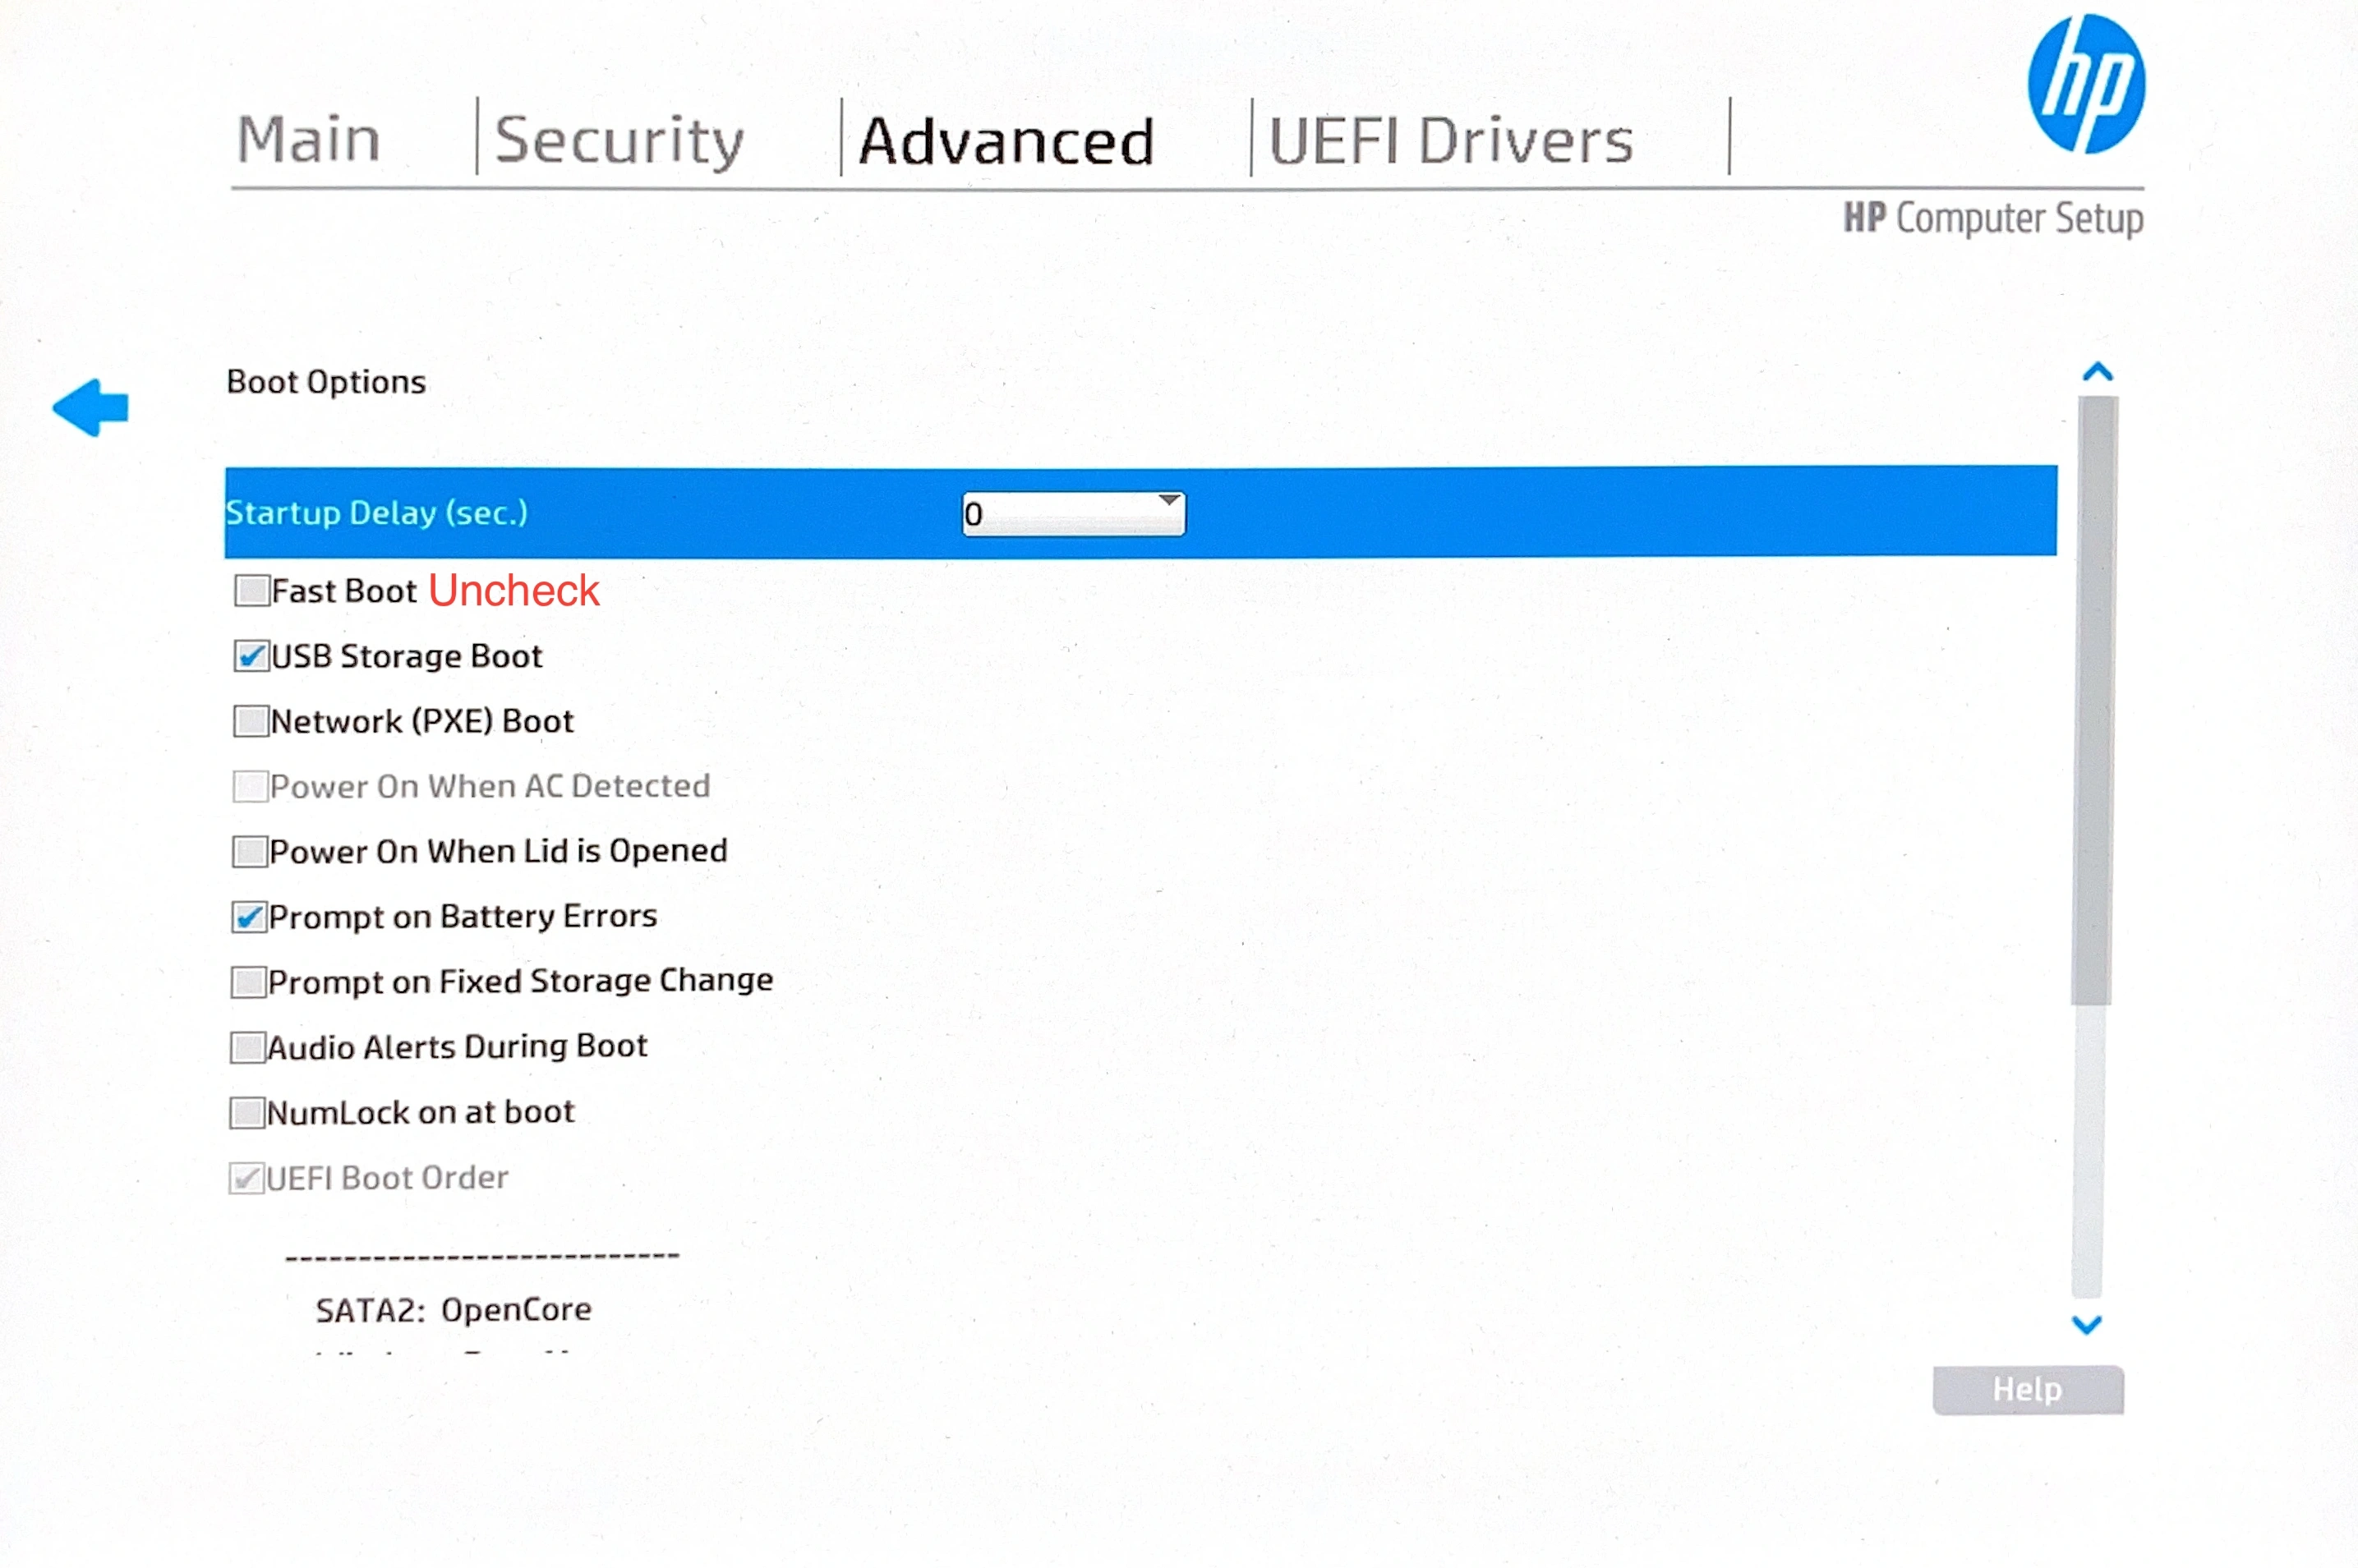 hp
Main
Security
Advanced
UEFI Drivers
HP Computer Setup
Boot Options
Startup Delay (sec.)
0
Fast Boot Uncheck
USB Storage Boot
Network (PXE) Boot
Power On When AC Detected
Power On When Lid is Opened
Prompt on Battery Errors
Prompt on Fixed Storage Change
Audio Alerts During Boot
NumLock on at boot
UEFI Boot Order
---------------------------
SATA2: OpenCore
Help